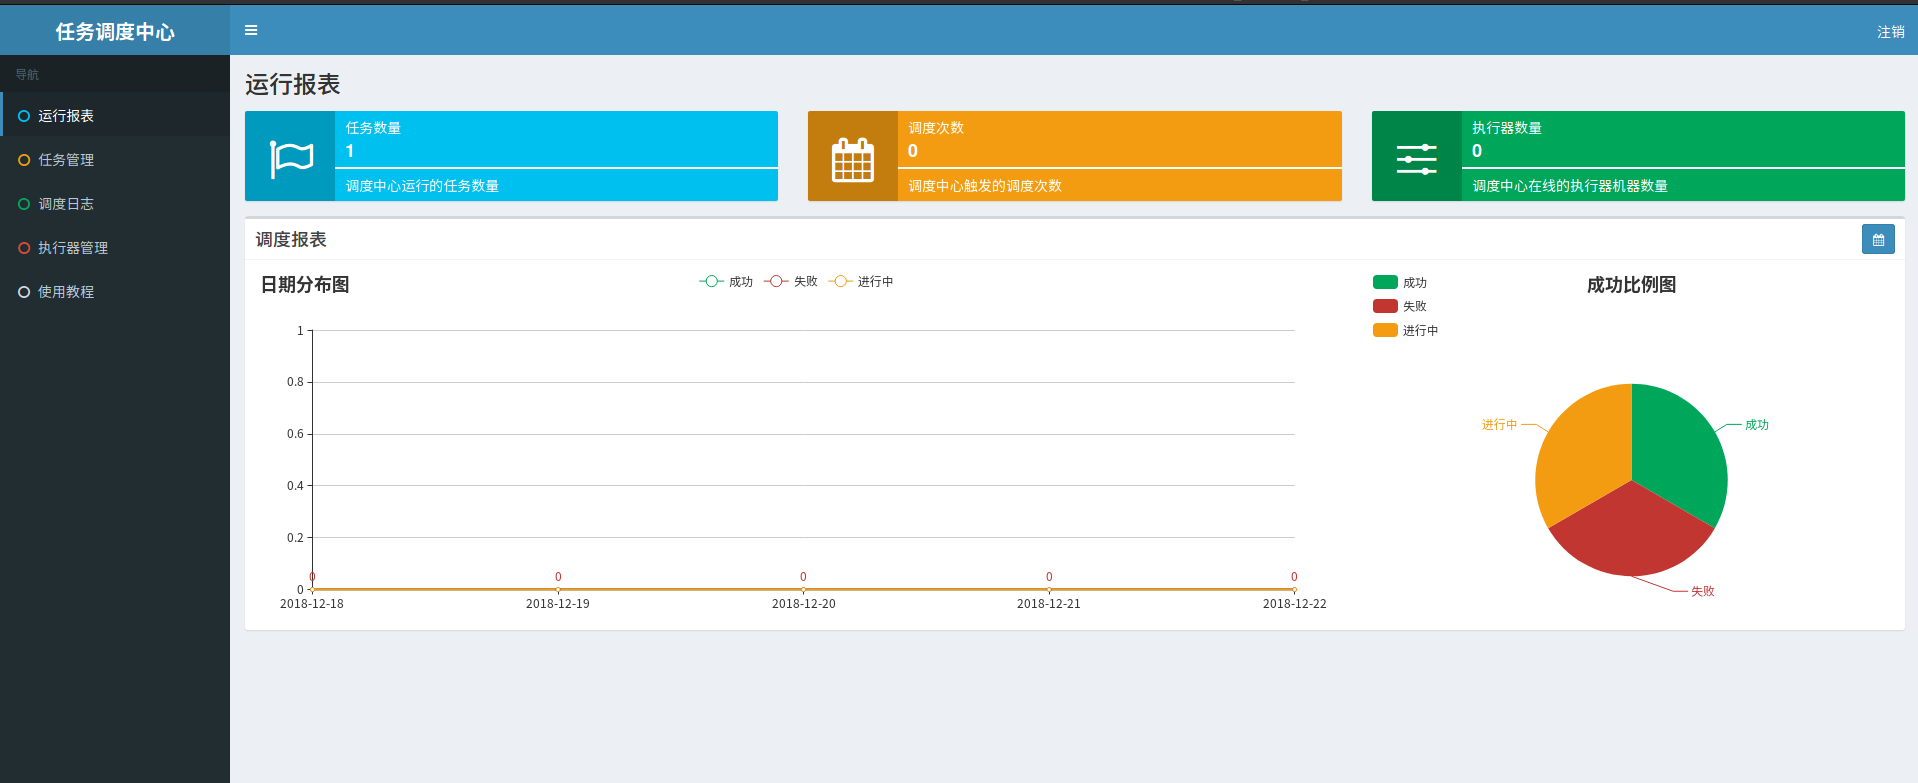 任务调度中心
注销
导航
运行报表
任务管理
调度日志
执行器管理
使用教程
运行报表
任务数量
1
调度中心运行的任务数量
调度次数
0
调度中心触发的调度次数
执行器数量
0
调度中心在线的执行器机器数量
调度报表
日期分布图
成功 失败 进行中
1
0.8
0.6
0.4
0.2
0
0 0 0 0 0
2018-12-18 2018-12-19 2018-12-20 2018-12-21 2018-12-22
成功
失败
进行中
成功比例图
进行中
成功
失败